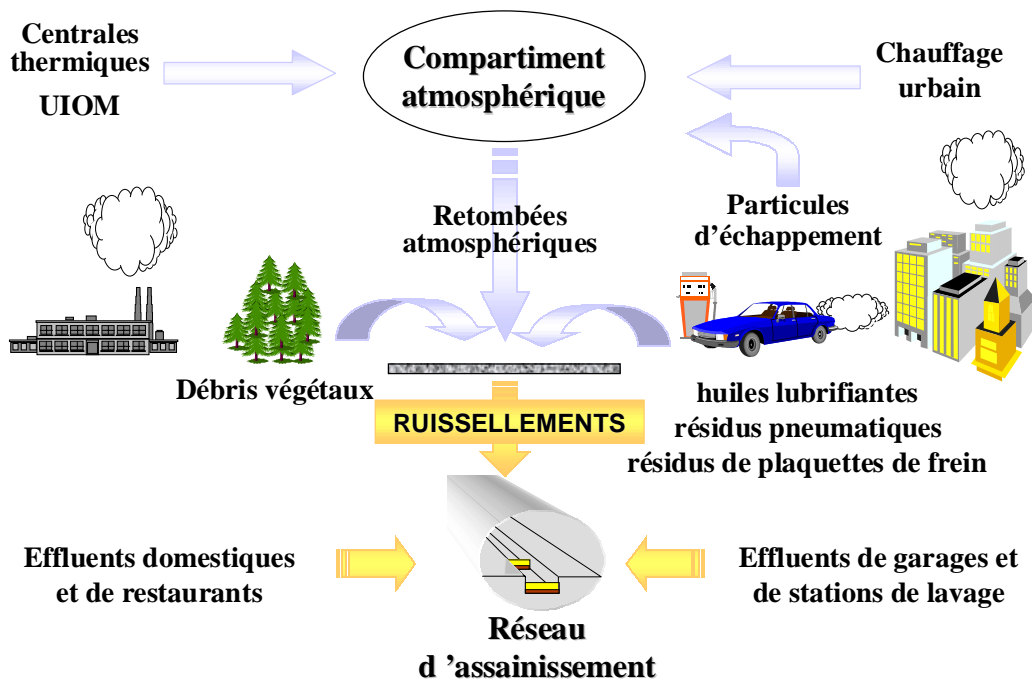 Centrales
thermiques
UIOM
Compartiment
atmosphérique
Chauffage
urbain
Retombées
atmosphériques
Particules
d'échappement
Débris végétaux
huiles lubrifiantes
résidus pneumatiques
résidus de plaquettes de frein
RUISSELLEMENTS
Effluents domestiques
et de restaurants
Effluents de garages et
de stations de lavage
Réseau
d ’assainissement